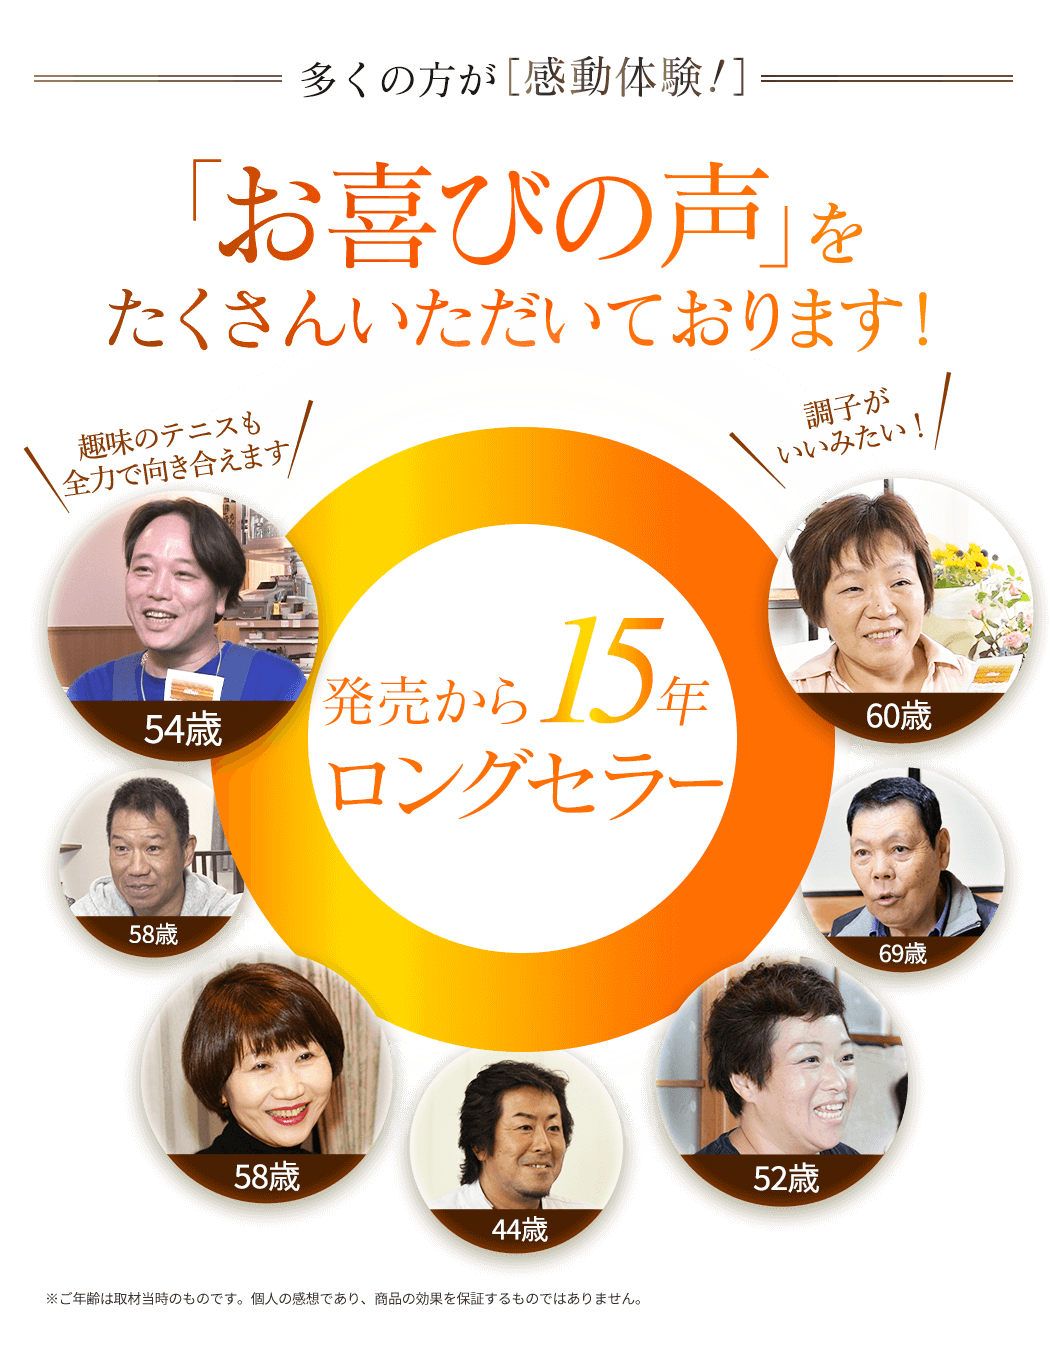 多くの方が［感動体験！］
「お喜びの声」を
たくさんいただいております！
趣味のテニスも
全力で向き合えます
調子が
いいみたい！
発売から15年
ロングセラー
54歳
60歳
58歳
69歳
58歳
52歳
44歳
※ご年齢は取材当時のものです。個人の感想であり、商品の効果を保証するものではありません。